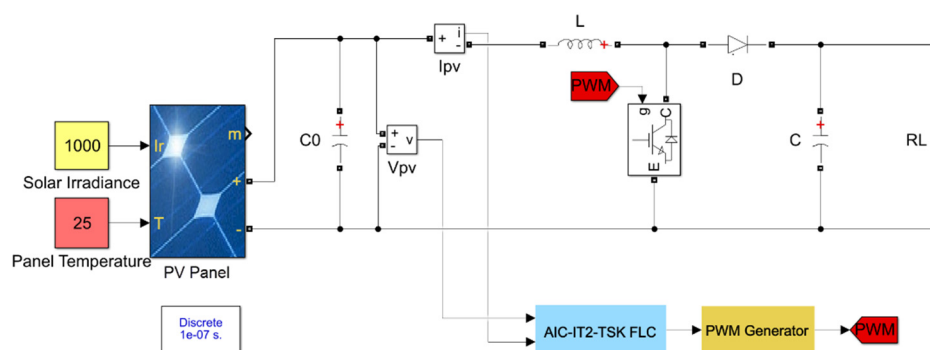 L
i
+
-
Ipv
D
PWM
g
C
E
C0
+
-
v
Vpv
C
RL
1000
Solar Irradiance
Ir
m
+
25
T
-
Panel Temperature
PV Panel
Discrete
1e-07 s.
AIC-IT2-TSK FLC
PWM Generator
PWM